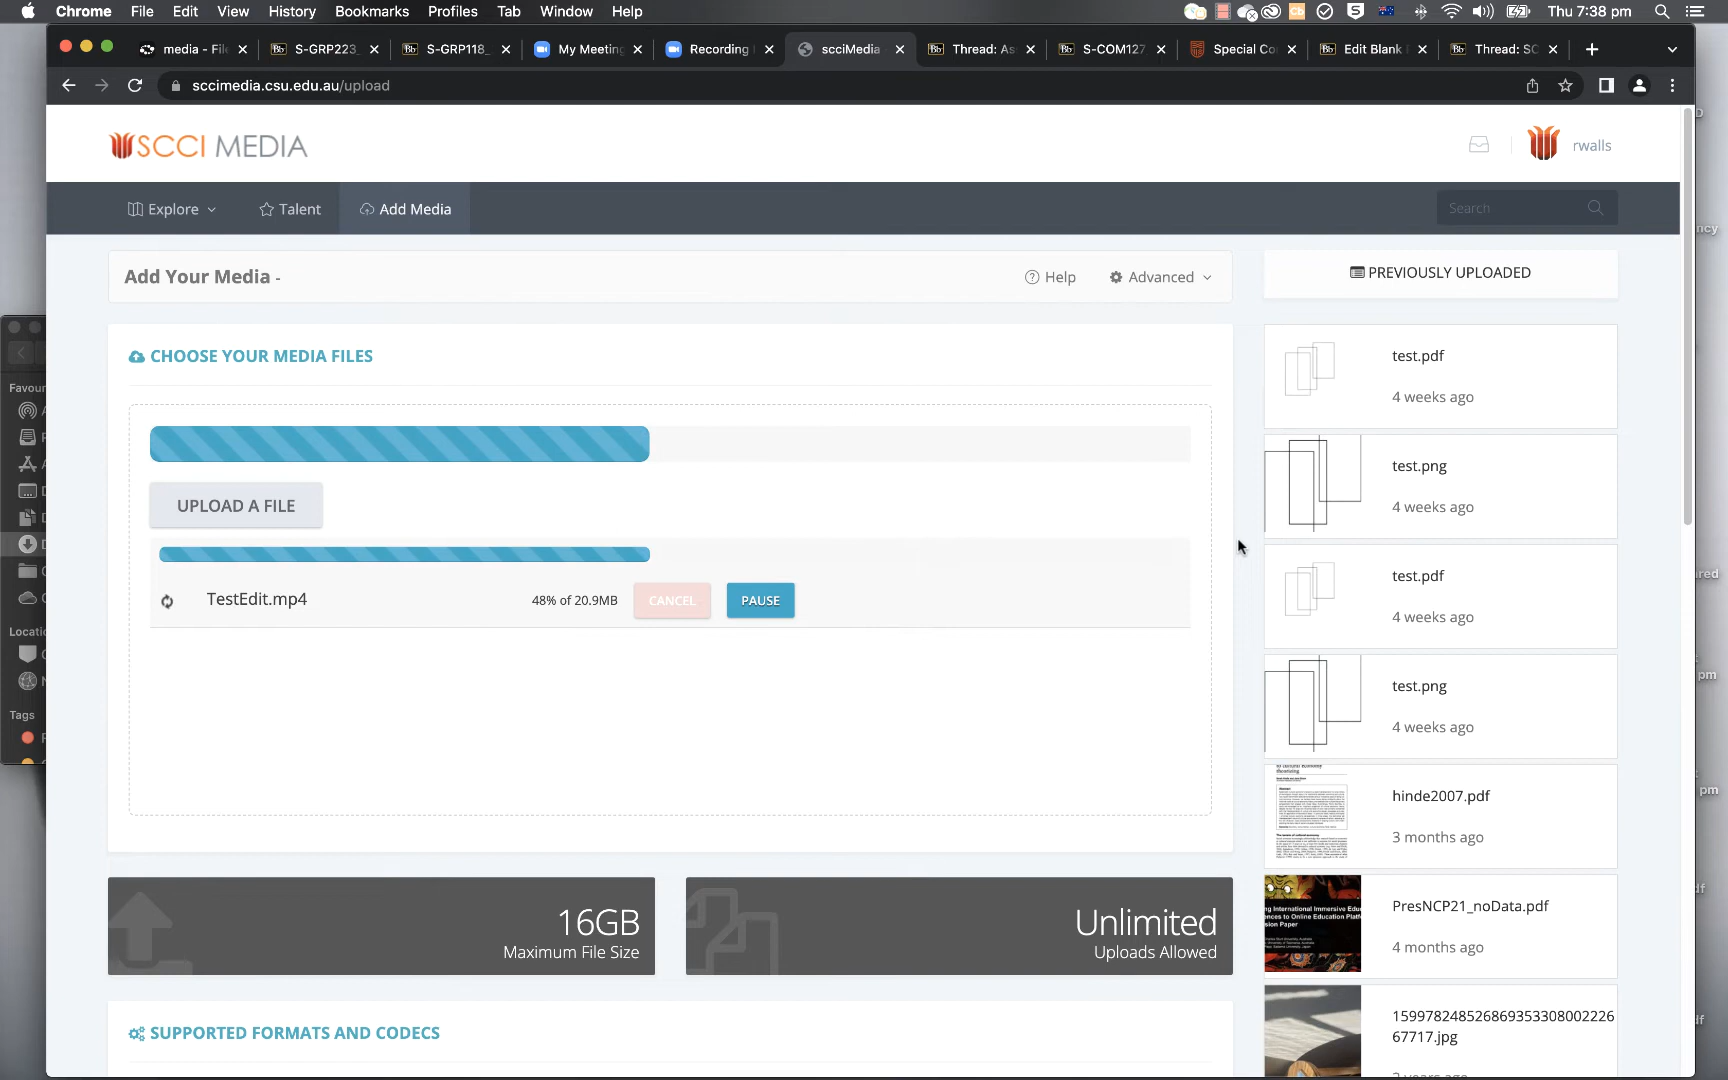 Chrome File Edit View History Bookmarks Profiles Tab Window Help
Thu 7:38 pm
media - File
S-GRP223_
S-GRP118_
My Meeting
Recording
scciMedia
Thread: As
S-COM127
Special Co
Edit Blank
Thread: SC
sccimedia.csu.edu.au/upload
SCCI MEDIA
rwalls
Explore
Talent
Add Media
Search
Add Your Media -
Help
Advanced
PREVIOUSLY UPLOADED
CHOOSE YOUR MEDIA FILES
UPLOAD A FILE
TestEdit.mp4
48% of 20.9MB
CANCEL
PAUSE
test.pdf
4 weeks ago
test.png
4 weeks ago
test.pdf
4 weeks ago
test.png
4 weeks ago
hinde2007.pdf
3 months ago
PresNCP21_noData.pdf
4 months ago
159978248526869353308002226
67717.jpg
16GB
Maximum File Size
Unlimited
Uploads Allowed
SUPPORTED FORMATS AND CODECS
Favour
Locatio
Tags